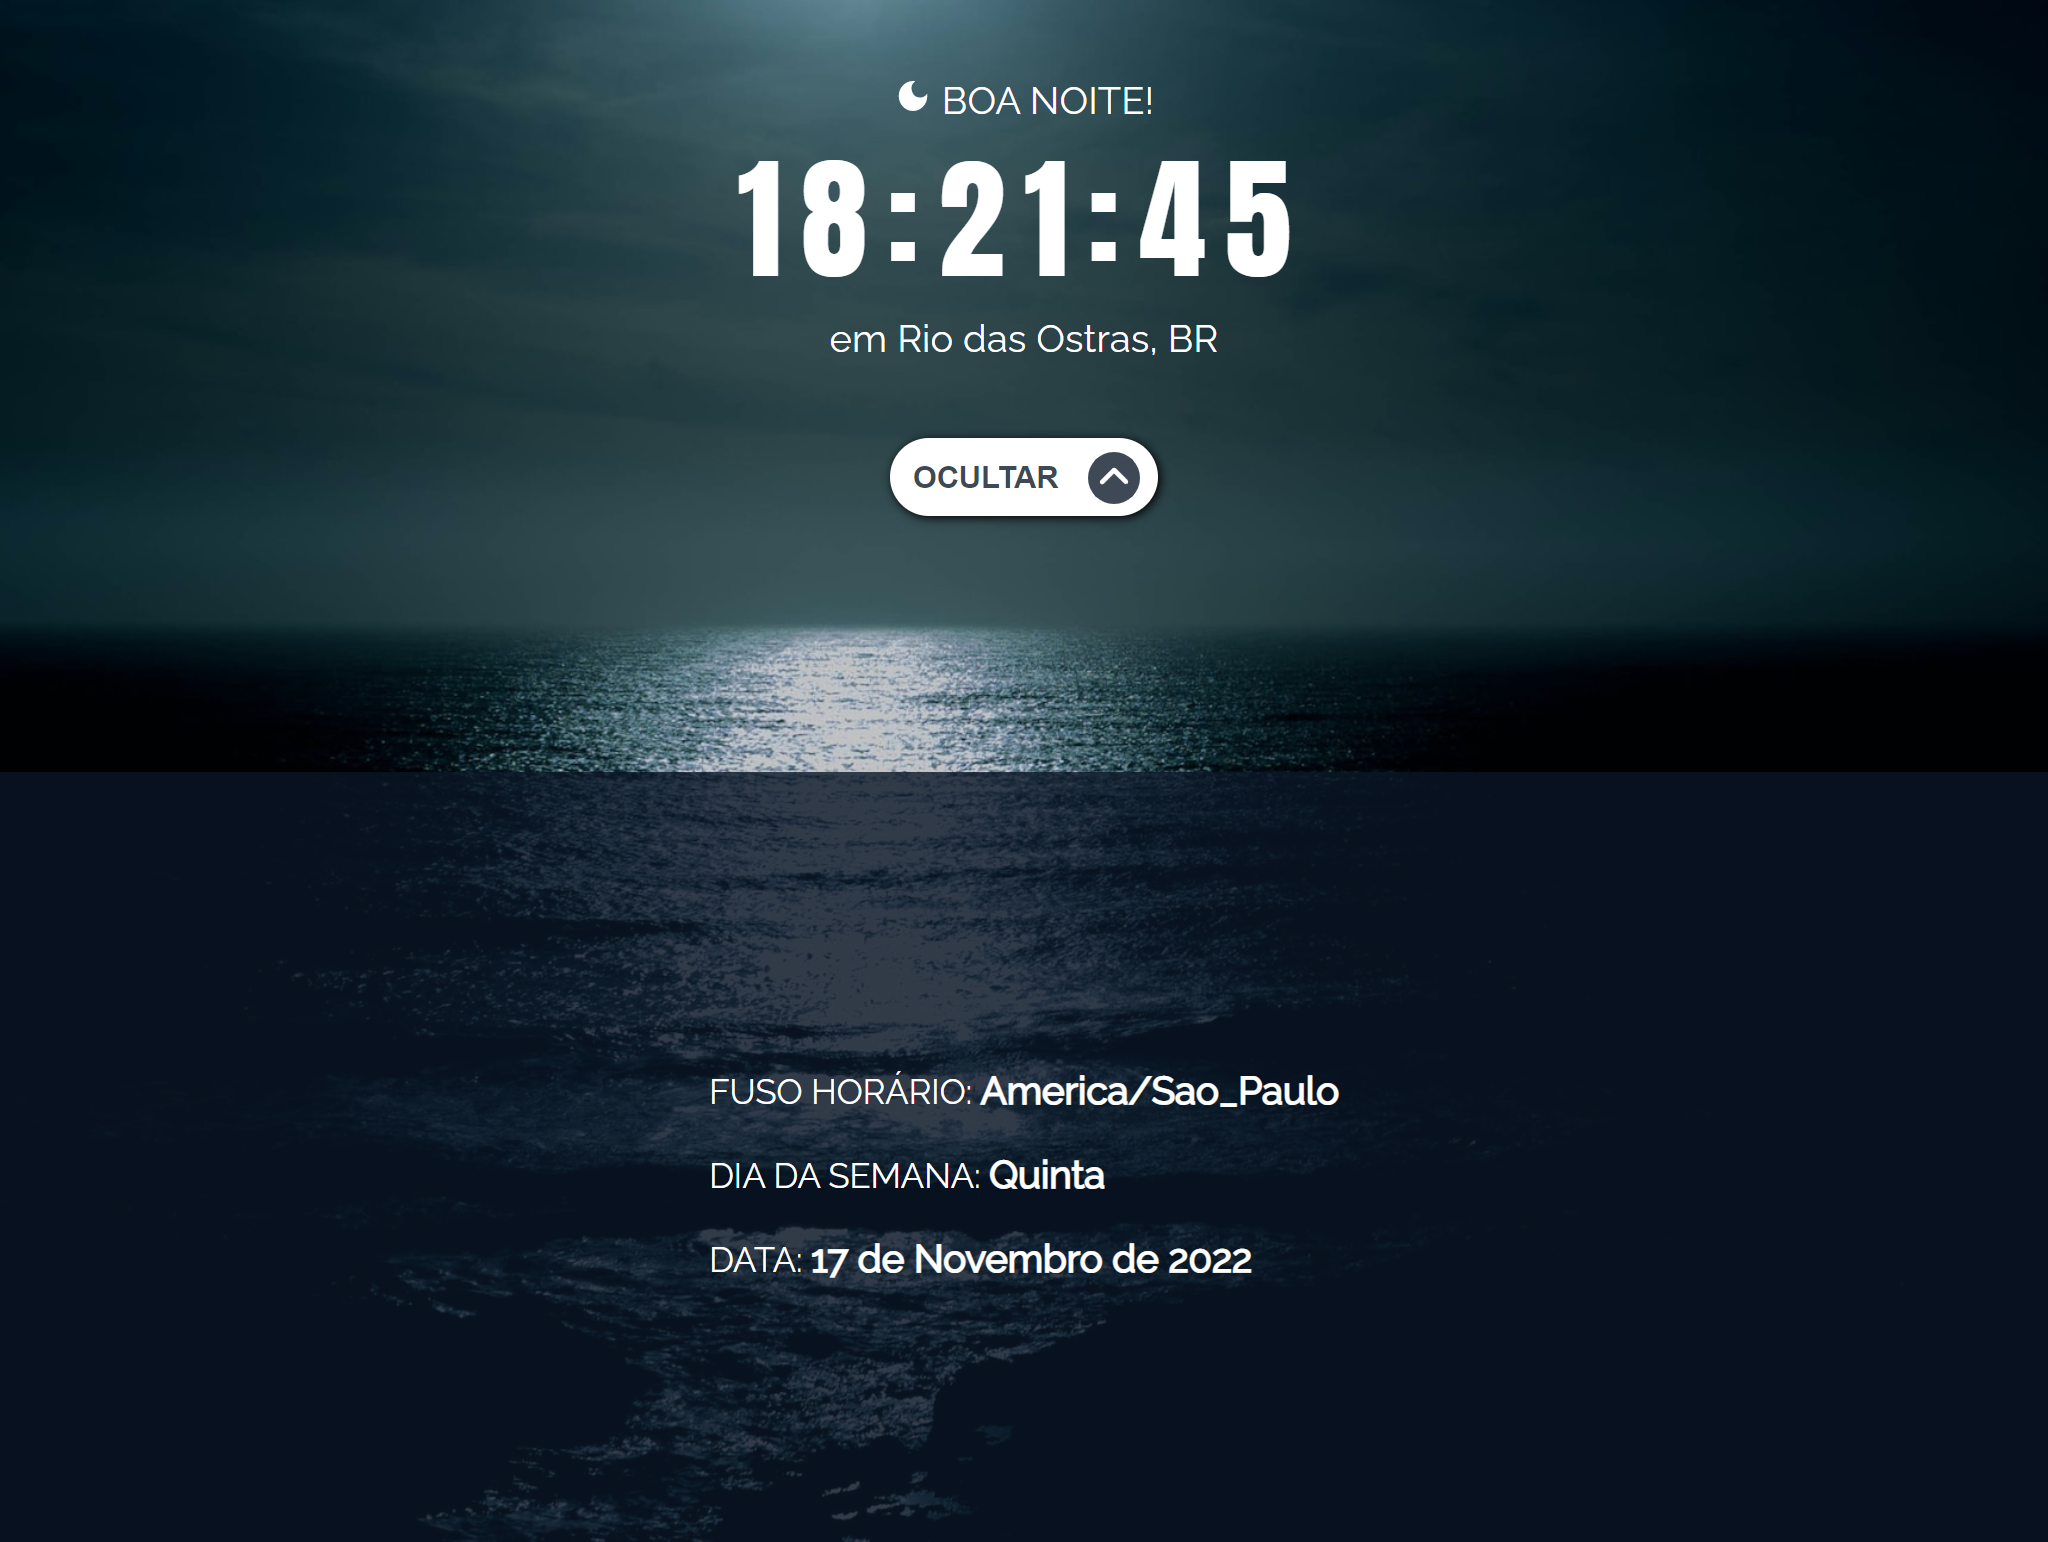 BOA NOITE!
18:21:45
em Rio das Ostras, BR
OCULTAR
FUSO HORÁRIO: America/Sao_Paulo
DIA DA SEMANA: Quinta
DATA: 17 de Novembro de 2022